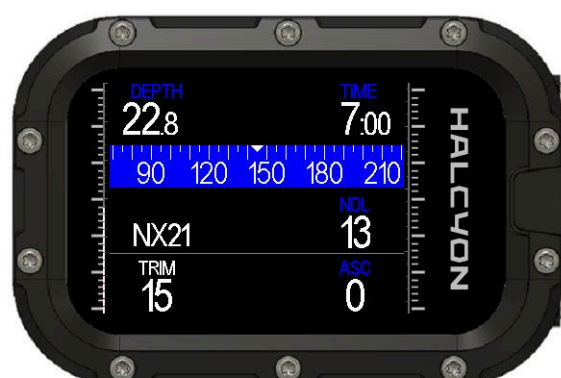 DEPTH TIME
22.8 7:00
90 120 150 180 210
NDL
NX21 13
TRIM ASC
15 0
HALCYON